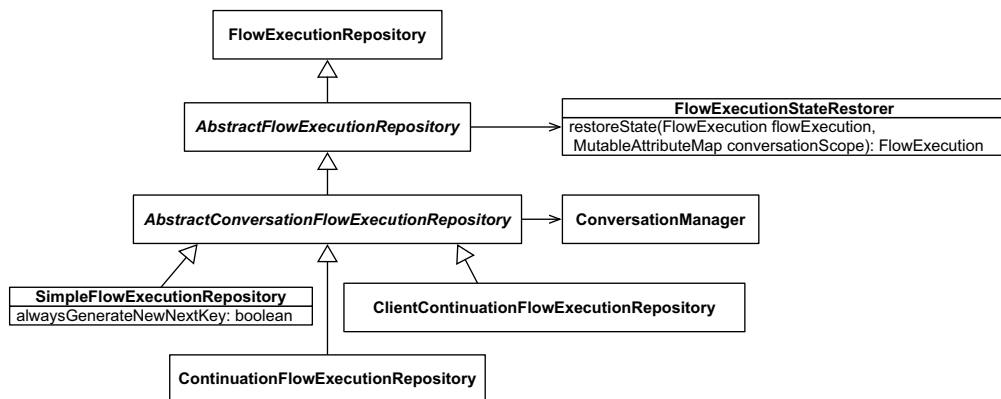 FlowExecutionRepository
AbstractFlowExecutionRepository
FlowExecutionStateRestorer
restoreState(FlowExecution flowExecution,
MutableAttributeMap conversationScope): FlowExecution
AbstractConversationFlowExecutionRepository
ConversationManager
SimpleFlowExecutionRepository
alwaysGenerateNewNextKey: boolean
ClientContinuationFlowExecutionRepository
ContinuationFlowExecutionRepository